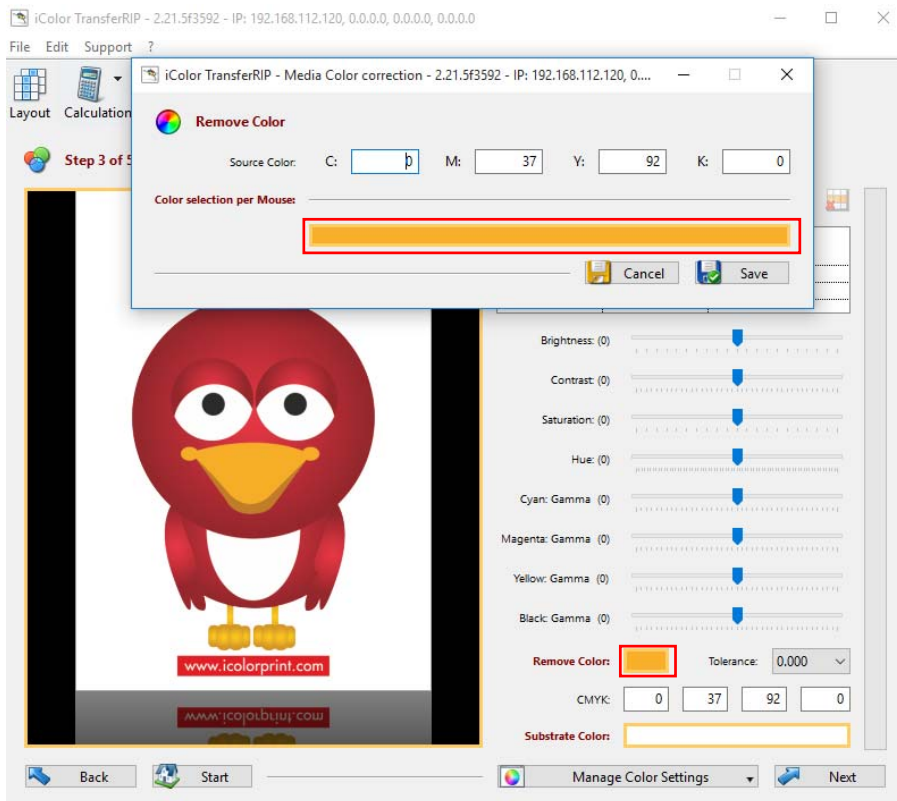 iColor TransferRIP - 2.21.5f3592 - IP: 192.168.112.120, 0.0.0.0, 0.0.0.0, 0.0.0.0
File Edit Support ?
iColor TransferRIP - Media Color correction - 2.21.5f3592 - IP: 192.168.112.120, 0....
Layout Calculation
Remove Color
Step 3 of 5
Source Color: C: 0 M: 37 Y: 92 K: 0
Color selection per Mouse:
Cancel Save
Brightness: (0)
Contrast: (0)
Saturation: (0)
Hue: (0)
Cyan: Gamma (0)
Magenta: Gamma (0)
Yellow: Gamma (0)
Black: Gamma (0)
www.icolorprint.com
Remove Color: Tolerance: 0.000
CMYK: 0 37 92 0
www.icolorprint.com
Substrate Color:
Back Start Manage Color Settings Next